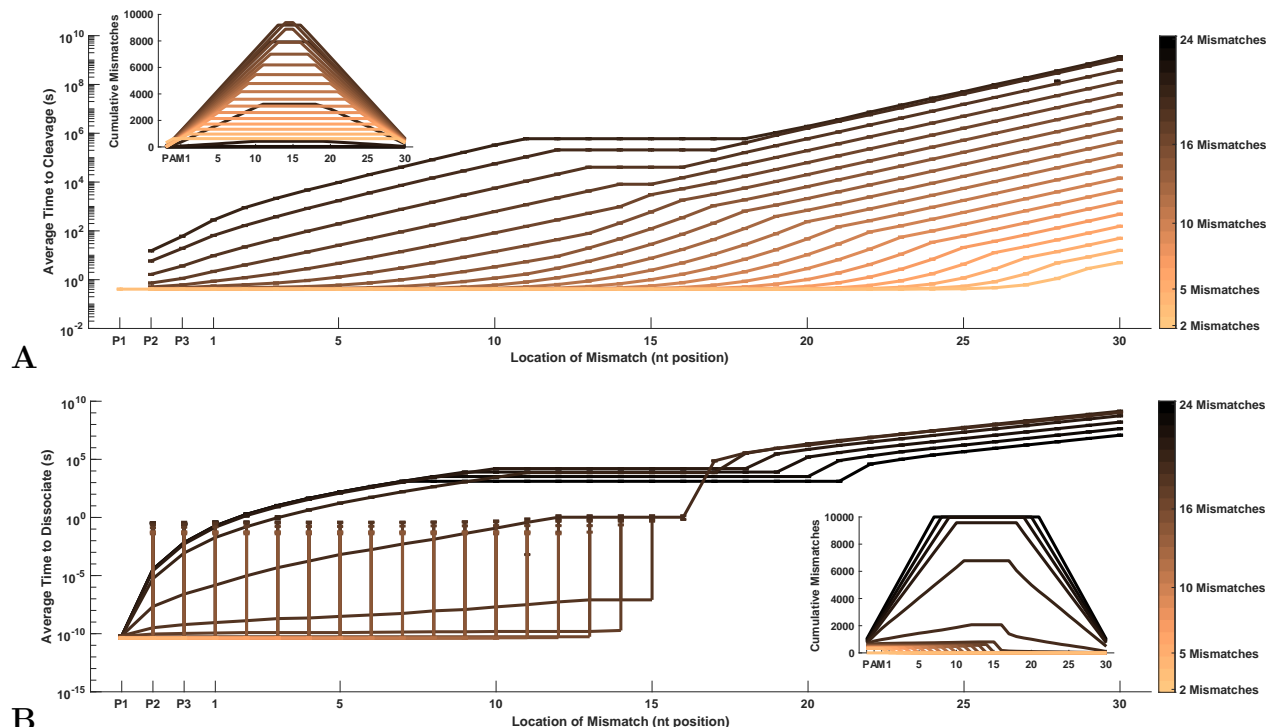 A
Average Time to Cleavage (s)
10^10
10^8
10^6
10^4
10^2
10^0
10^-2
P1 P2 P3 1 5 10 15 20 25 30
Location of Mismatch (nt position)
Cumulative Mismatches
10000
8000
6000
4000
2000
0
PAM1 5 10 15 20 25 30
24 Mismatches
16 Mismatches
10 Mismatches
5 Mismatches
2 Mismatches
B
Average Time to Dissociate (s)
10^10
10^5
10^0
10^-5
10^-10
10^-15
P1 P2 P3 1 5 10 15 20 25 30
Location of Mismatch (nt position)
Cumulative Mismatches
10000
8000
6000
4000
2000
0
PAM1 5 10 15 20 25 30
24 Mismatches
16 Mismatches
10 Mismatches
5 Mismatches
2 Mismatches